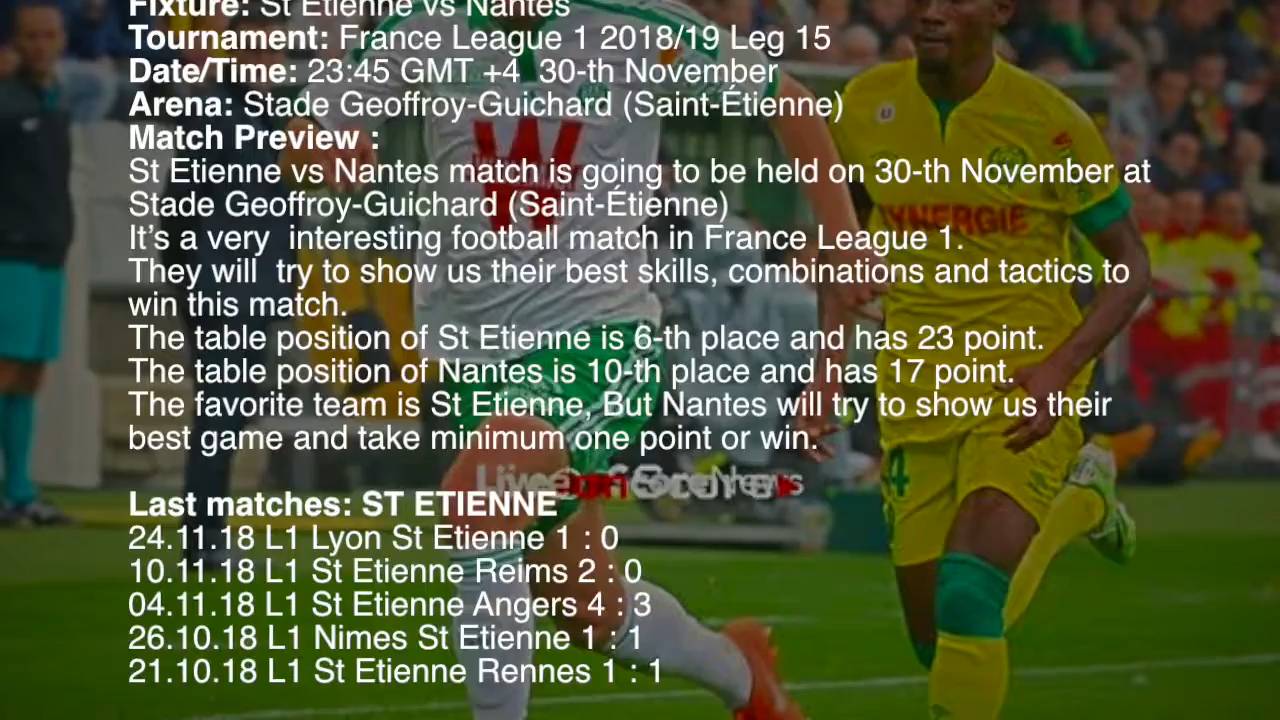 Fixture: St Etienne vs Nantes
Tournament: France League 1 2018/19 Leg 15
Date/Time: 23:45 GMT +4  30-th November
Arena: Stade Geoffroy-Guichard (Saint-Étienne)
Match Preview :
St Etienne vs Nantes match is going to be held on 30-th November at
Stade Geoffroy-Guichard (Saint-Étienne)
It’s a very  interesting football match in France League 1.
They will  try to show us their best skills, combinations and tactics to
win this match.
The table position of St Etienne is 6-th place and has 23 point.
The table position of Nantes is 10-th place and has 17 point.
The favorite team is St Etienne, But Nantes will try to show us their
best game and take minimum one point or win.
Last matches: ST ETIENNE
24.11.18 L1 Lyon St Etienne 1 : 0
10.11.18 L1 St Etienne Reims 2 : 0
04.11.18 L1 St Etienne Angers 4 : 3
26.10.18 L1 Nimes St Etienne 1 : 1
21.10.18 L1 St Etienne Rennes 1 : 1
SYNERGIE